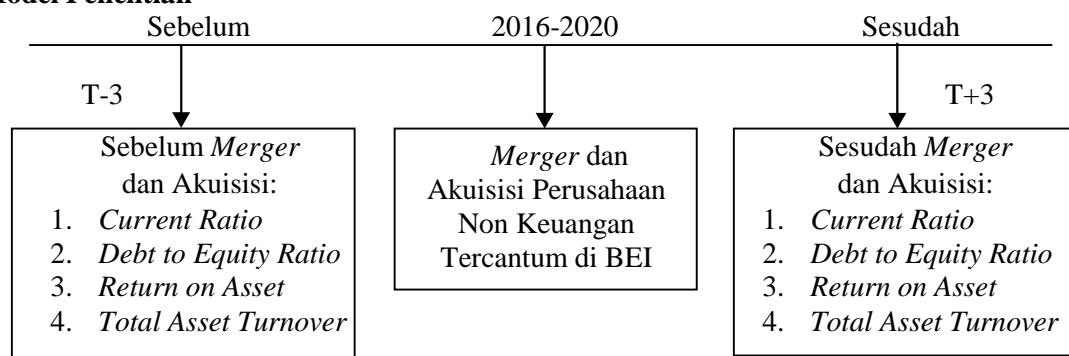 Model Penelitian
Sebelum 2016-2020 Sesudah
T-3 T+3
Sebelum Merger
dan Akuisisi:
1. Current Ratio
2. Debt to Equity Ratio
3. Return on Asset
4. Total Asset Turnover
Merger dan
Akuisisi Perusahaan
Non Keuangan
Tercantum di BEI
Sesudah Merger
dan Akuisisi:
1. Current Ratio
2. Debt to Equity Ratio
3. Return on Asset
4. Total Asset Turnover